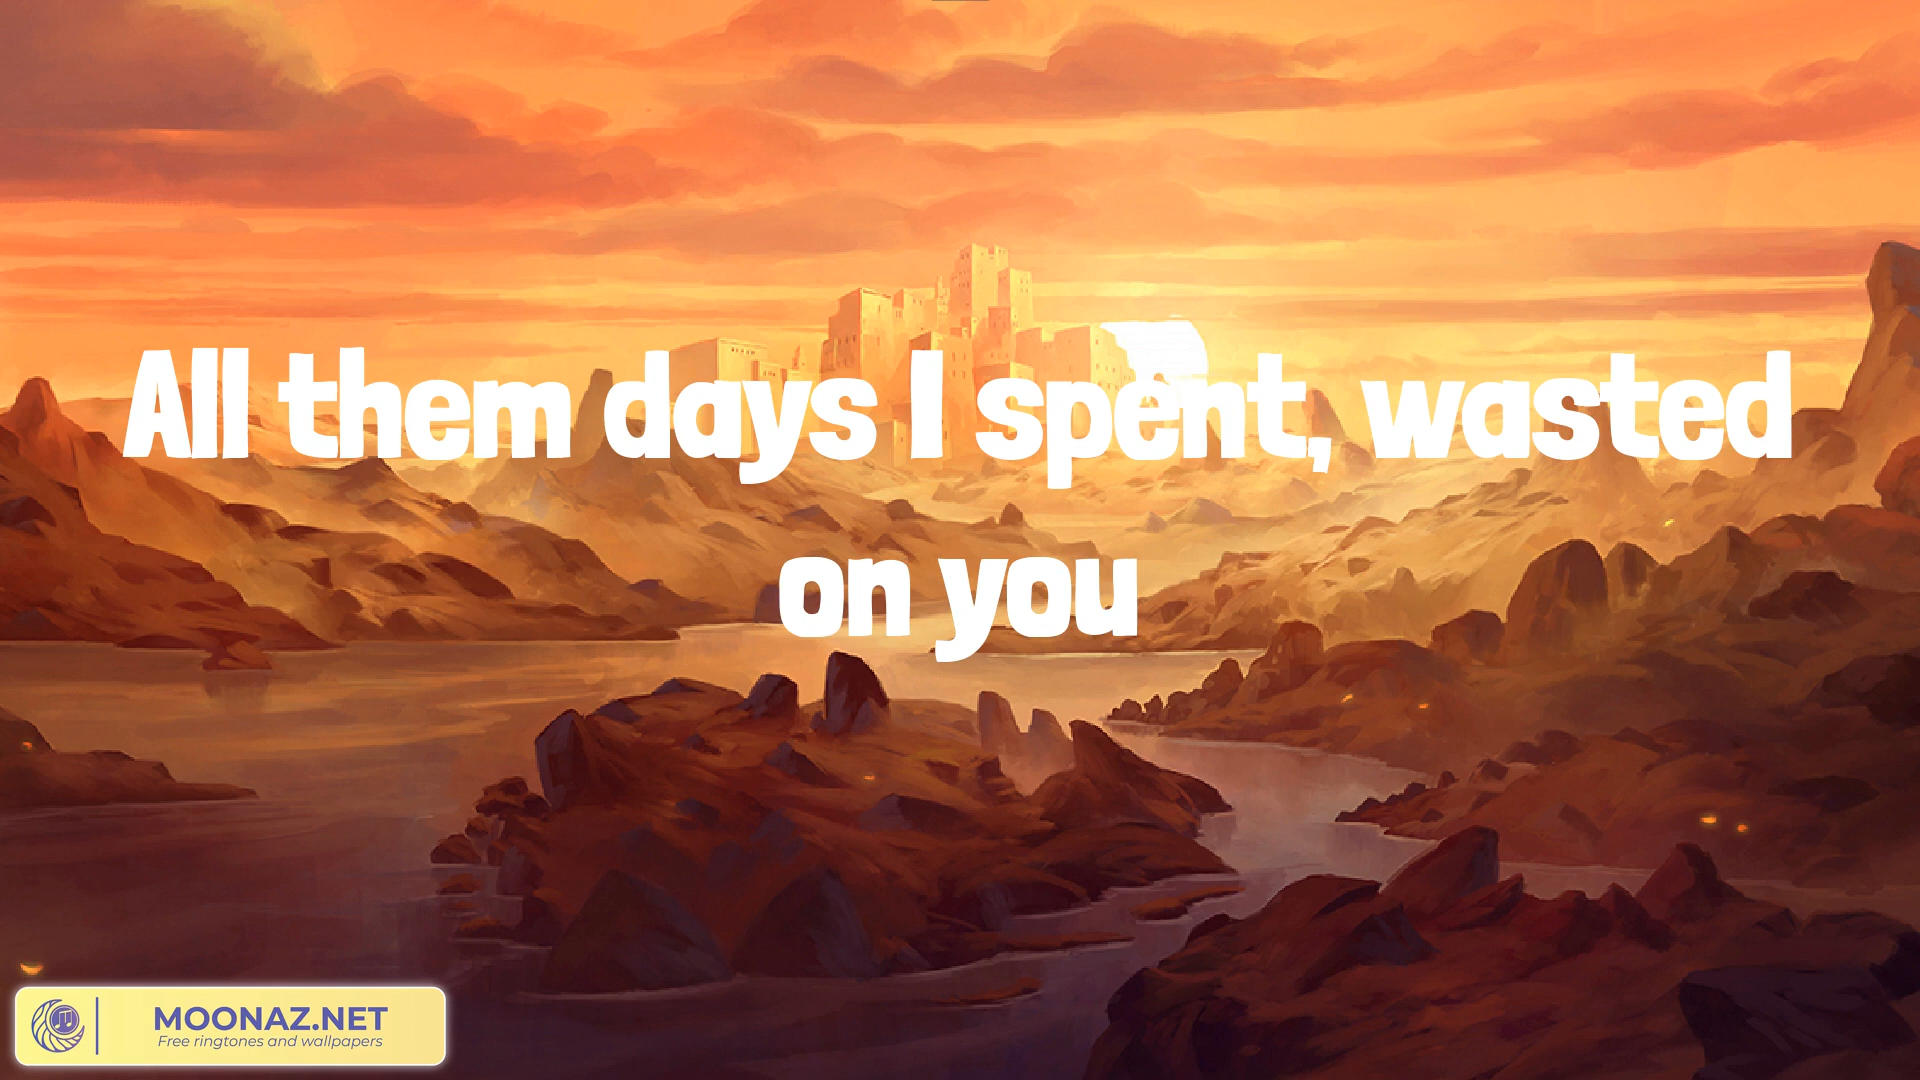 All them days I spent, wasted
on you
MOONAZ.NET
Free ringtones and wallpapers